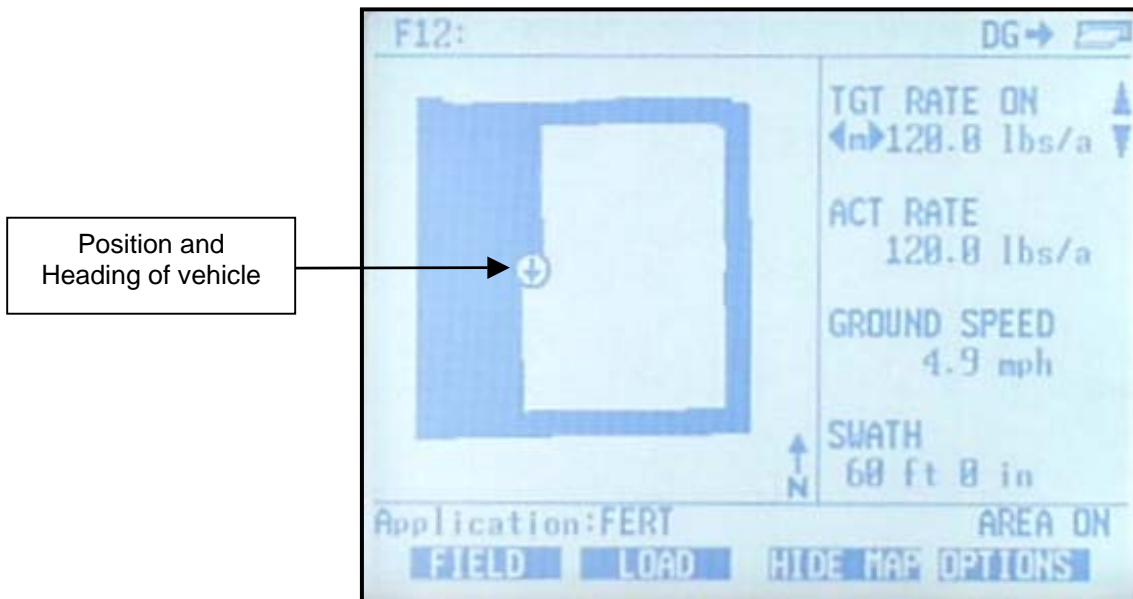 F12:
DG
TGT RATE ON
m 120.0 lbs/a
ACT RATE
120.0 lbs/a
GROUND SPEED
4.9 mph
SWATH
60 ft 0 in
N
Application:FERT
AREA ON
FIELD LOAD HIDE MAP OPTIONS
Position and
Heading of vehicle